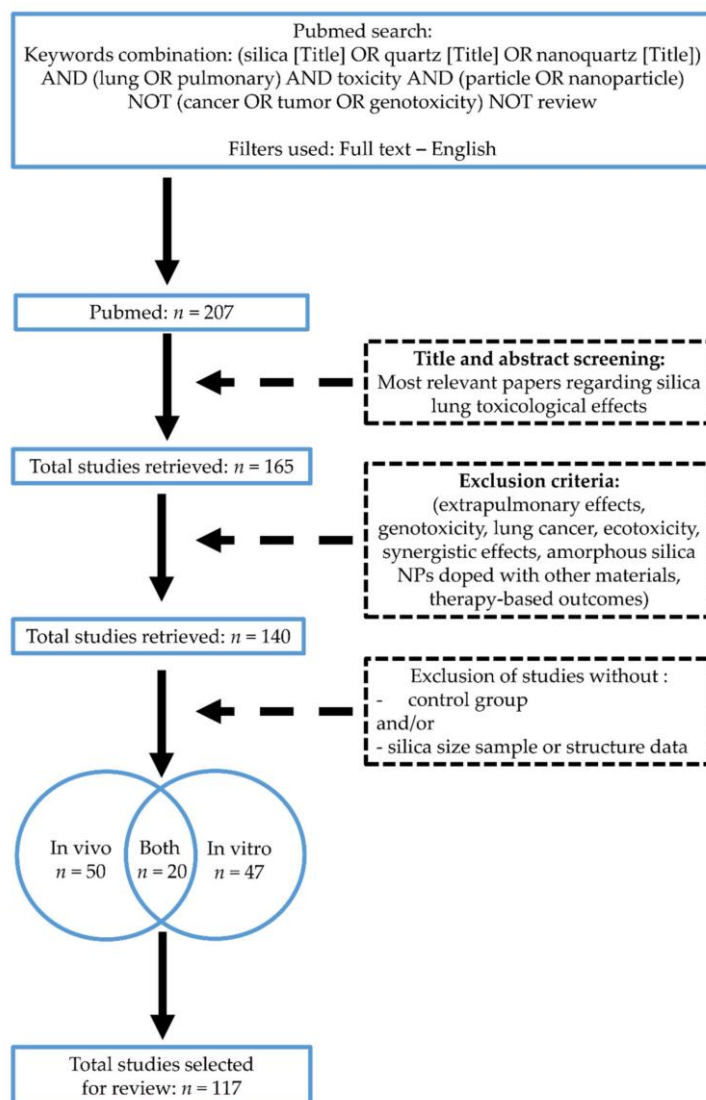 Pubmed search:
Keywords combination: (silica [Title] OR quartz [Title] OR nanoquartz [Title])
AND (lung OR pulmonary) AND toxicity AND (particle OR nanoparticle)
NOT (cancer OR tumor OR genotoxicity) NOT review
Filters used: Full text – English
Pubmed: n = 207
Title and abstract screening:
Most relevant papers regarding silica
lung toxicological effects
Total studies retrieved: n = 165
Exclusion criteria:
(extrapulmonary effects,
genotoxicity, lung cancer, ecotoxicity,
synergistic effects, amorphous silica
NPs doped with other materials,
therapy-based outcomes)
Total studies retrieved: n = 140
Exclusion of studies without :
- control group
and/or
- silica size sample or structure data
In vivo
n = 50
Both
n = 20
In vitro
n = 47
Total studies selected
for review: n = 117